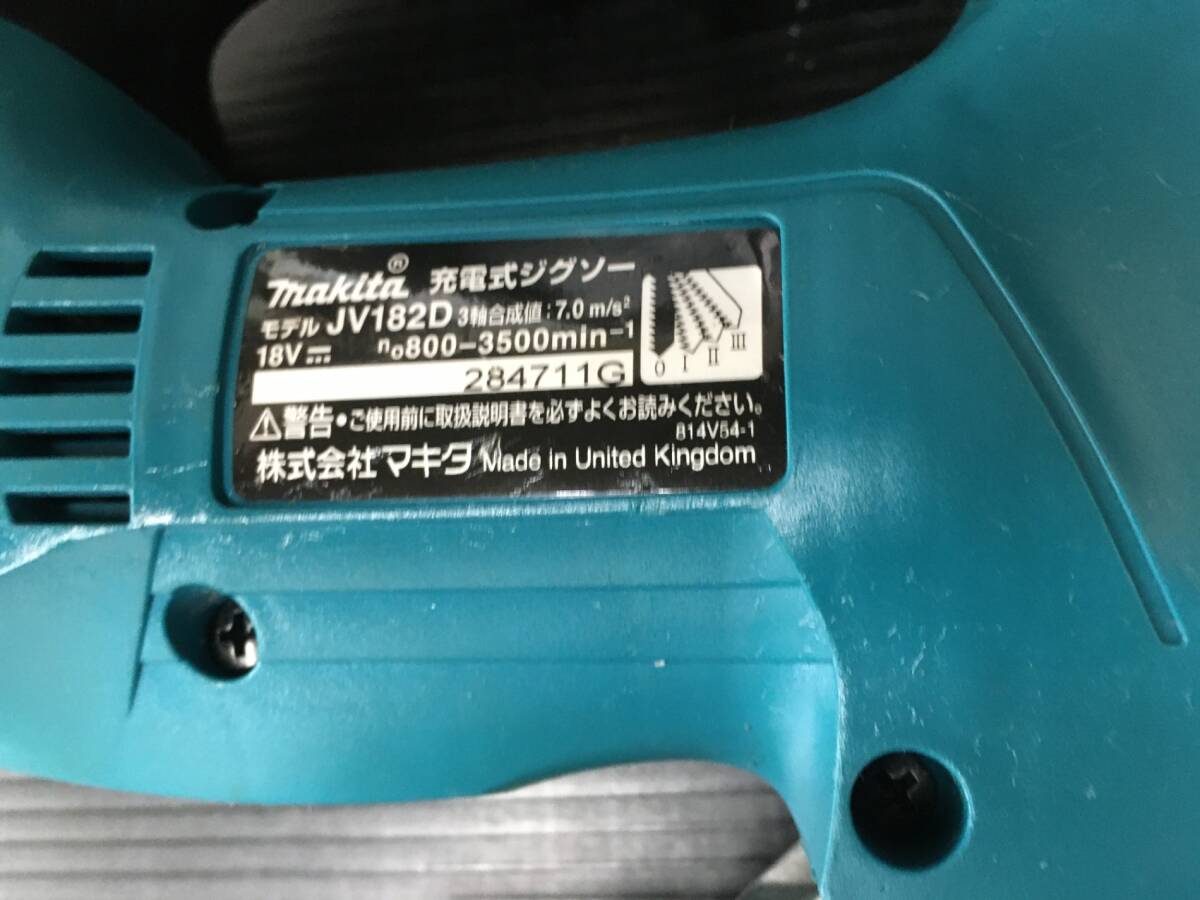 makita® 充電式ジグソー
モデル JV182D 3軸合成値:7.0 m/s²
18V⎓ n₀800-3500min⁻¹
284711G
0 I II III
⚠警告・ご使用前に取扱説明書を必ずよくお読みください。
814V54-1
株式会社マキタ Made in United Kingdom